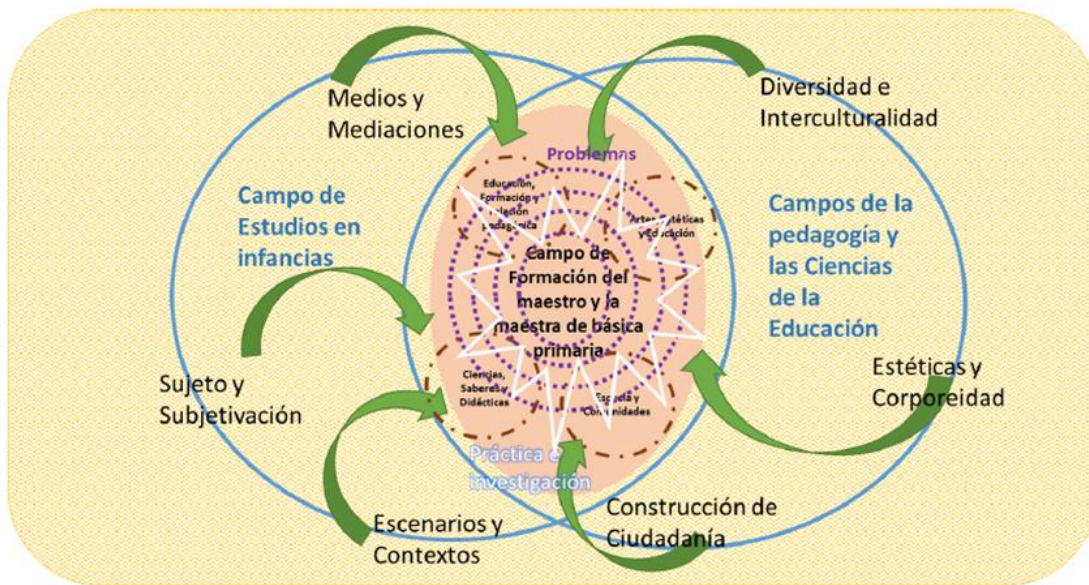 Medios y
Mediaciones
Diversidad e
Interculturalidad
Problemas
Educación,
Formación y
relación
pedagógica
Artes, Estéticas
y Educación
Campo de
Estudios en
infancias
Campos de la
pedagogía y
las Ciencias
de la
Educación
Campo de
Formación del
maestro y la
maestra de básica
primaria
Sujeto y
Subjetivación
Ciencias,
Saberes y
Didácticas
Escuela y
Comunidades
Estéticas y
Corporeidad
Práctica e
investigación
Escenarios y
Contextos
Construcción de
Ciudadanía